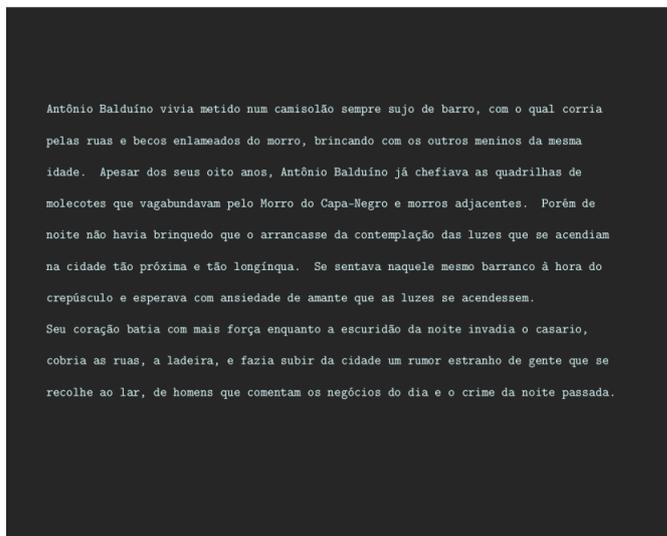 Antônio Balduíno vivia metido num camisolão sempre sujo de barro, com o qual corria
pelas ruas e becos enlameados do morro, brincando com os outros meninos da mesma
idade.  Apesar dos seus oito anos, Antônio Balduíno já chefiava as quadrilhas de
molecotes que vagabundavam pelo Morro do Capa-Negro e morros adjacentes.  Porém de
noite não havia brinquedo que o arrancasse da contemplação das luzes que se acendiam
na cidade tão próxima e tão longínqua.  Se sentava naquele mesmo barranco à hora do
crepúsculo e esperava com ansiedade de amante que as luzes se acendessem.
Seu coração batia com mais força enquanto a escuridão da noite invadia o casario,
cobria as ruas, a ladeira, e fazia subir da cidade um rumor estranho de gente que se
recolhe ao lar, de homens que comentam os negócios do dia e o crime da noite passada.